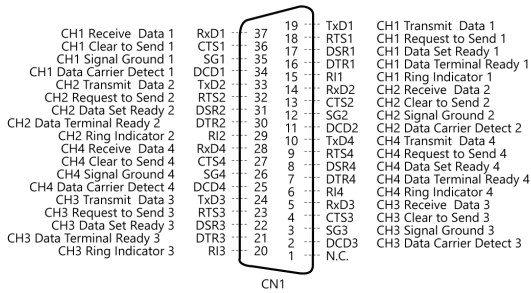 19 TxD1 CH1 Transmit Data 1
CH1 Receive Data 1 RxD1 37
18 RTS1 CH1 Request to Send 1
CH1 Clear to Send 1 CTS1 36
17 DSR1 CH1 Data Set Ready 1
CH1 Signal Ground 1 SG1 35
16 DTR1 CH1 Data Terminal Ready 1
CH1 Data Carrier Detect 1 DCD1 34
15 RI1 CH1 Ring Indicator 1
CH2 Transmit Data 2 TxD2 33
14 RxD2 CH2 Receive Data 2
CH2 Request to Send 2 RTS2 32
13 CTS2 CH2 Clear to Send 2
CH2 Data Set Ready 2 DSR2 31
12 SG2 CH2 Signal Ground 2
CH2 Data Terminal Ready 2 DTR2 30
11 DCD2 CH2 Data Carrier Detect 2
CH2 Ring Indicator 2 RI2 29
10 TxD4 CH4 Transmit Data 4
CH4 Receive Data 4 RxD4 28
9 RTS4 CH4 Request to Send 4
CH4 Clear to Send 4 CTS4 27
8 DSR4 CH4 Data Set Ready 4
CH4 Signal Ground 4 SG4 26
7 DTR4 CH4 Data Terminal Ready 4
CH4 Data Carrier Detect 4 DCD4 25
6 RI4 CH4 Ring Indicator 4
CH3 Transmit Data 3 TxD3 24
5 RxD3 CH3 Receive Data 3
CH3 Request to Send 3 RTS3 23
4 CTS3 CH3 Clear to Send 3
CH3 Data Set Ready 3 DSR3 22
3 SG3 CH3 Signal Ground 3
CH3 Data Terminal Ready 3 DTR3 21
2 DCD3 CH3 Data Carrier Detect 3
CH3 Ring Indicator 3 RI3 20
1 N.C.
CN1